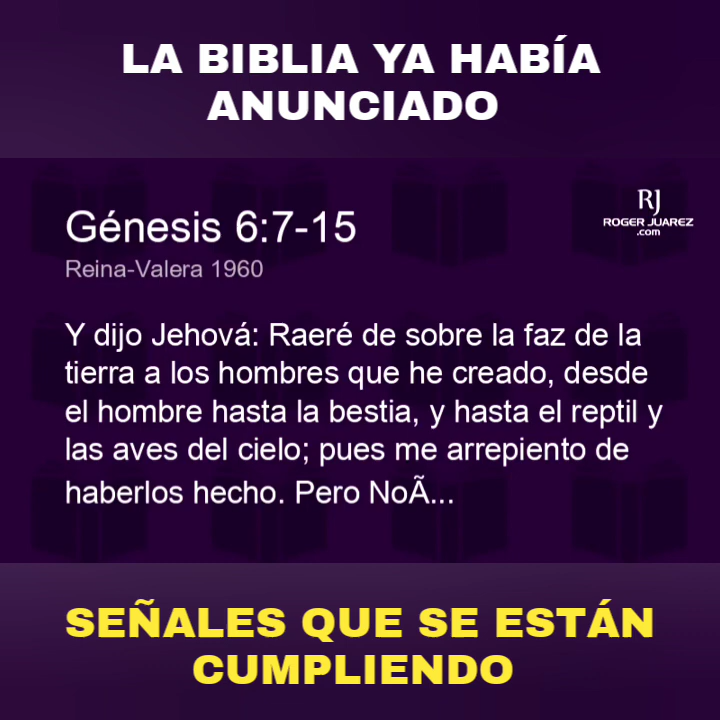 LA BIBLIA YA HABÍA
ANUNCIADO
Génesis 6:7-15
Reina-Valera 1960
RJ
ROGER JUAREZ
.com
Y dijo Jehová: Raeré de sobre la faz de la
tierra a los hombres que he creado, desde
el hombre hasta la bestia, y hasta el reptil y
las aves del cielo; pues me arrepiento de
haberlos hecho. Pero NoÃ...
SEÑALES QUE SE ESTÁN
CUMPLIENDO